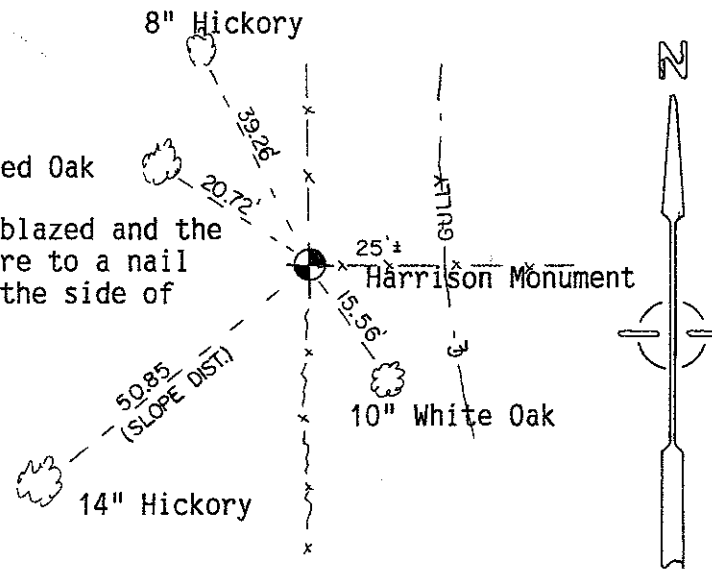 8" Hickory
N
39.26'
ed Oak
20.72'
blazed and the
GULLY
re to a nail
25'±
the side of
Harrison Monument
15.56'
50.85
(SLOPE DIST.)
10" White Oak
14" Hickory